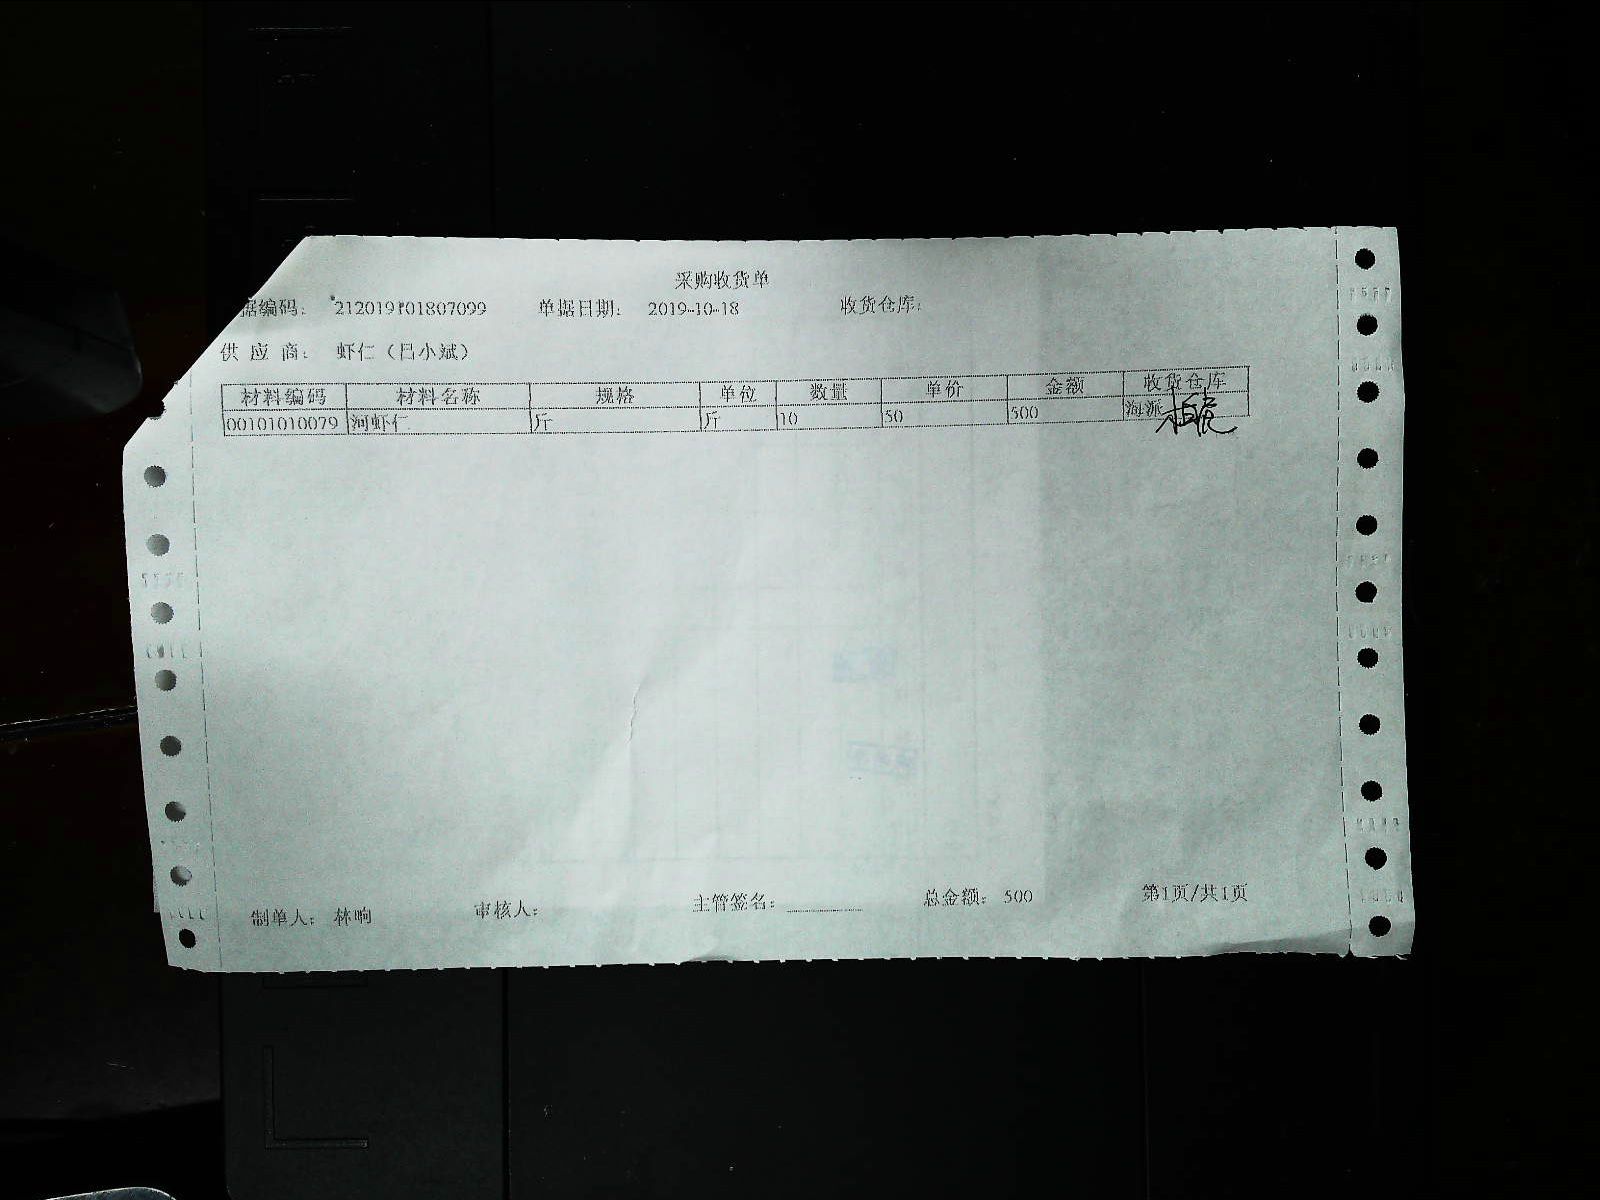 采购收货单
据编码： 212019101807099 单据日期： 2019-10-18 收货仓库：
供 应 商： 虾仁（吕小斌）
材料编码 材料名称 规格 单位 数量 单价 金额 收货仓库
00101010079 河虾仁 斤 斤 10 50 500 海派
制单人： 林响 审核人： 主管签名： 总金额： 500 第1页/共1页